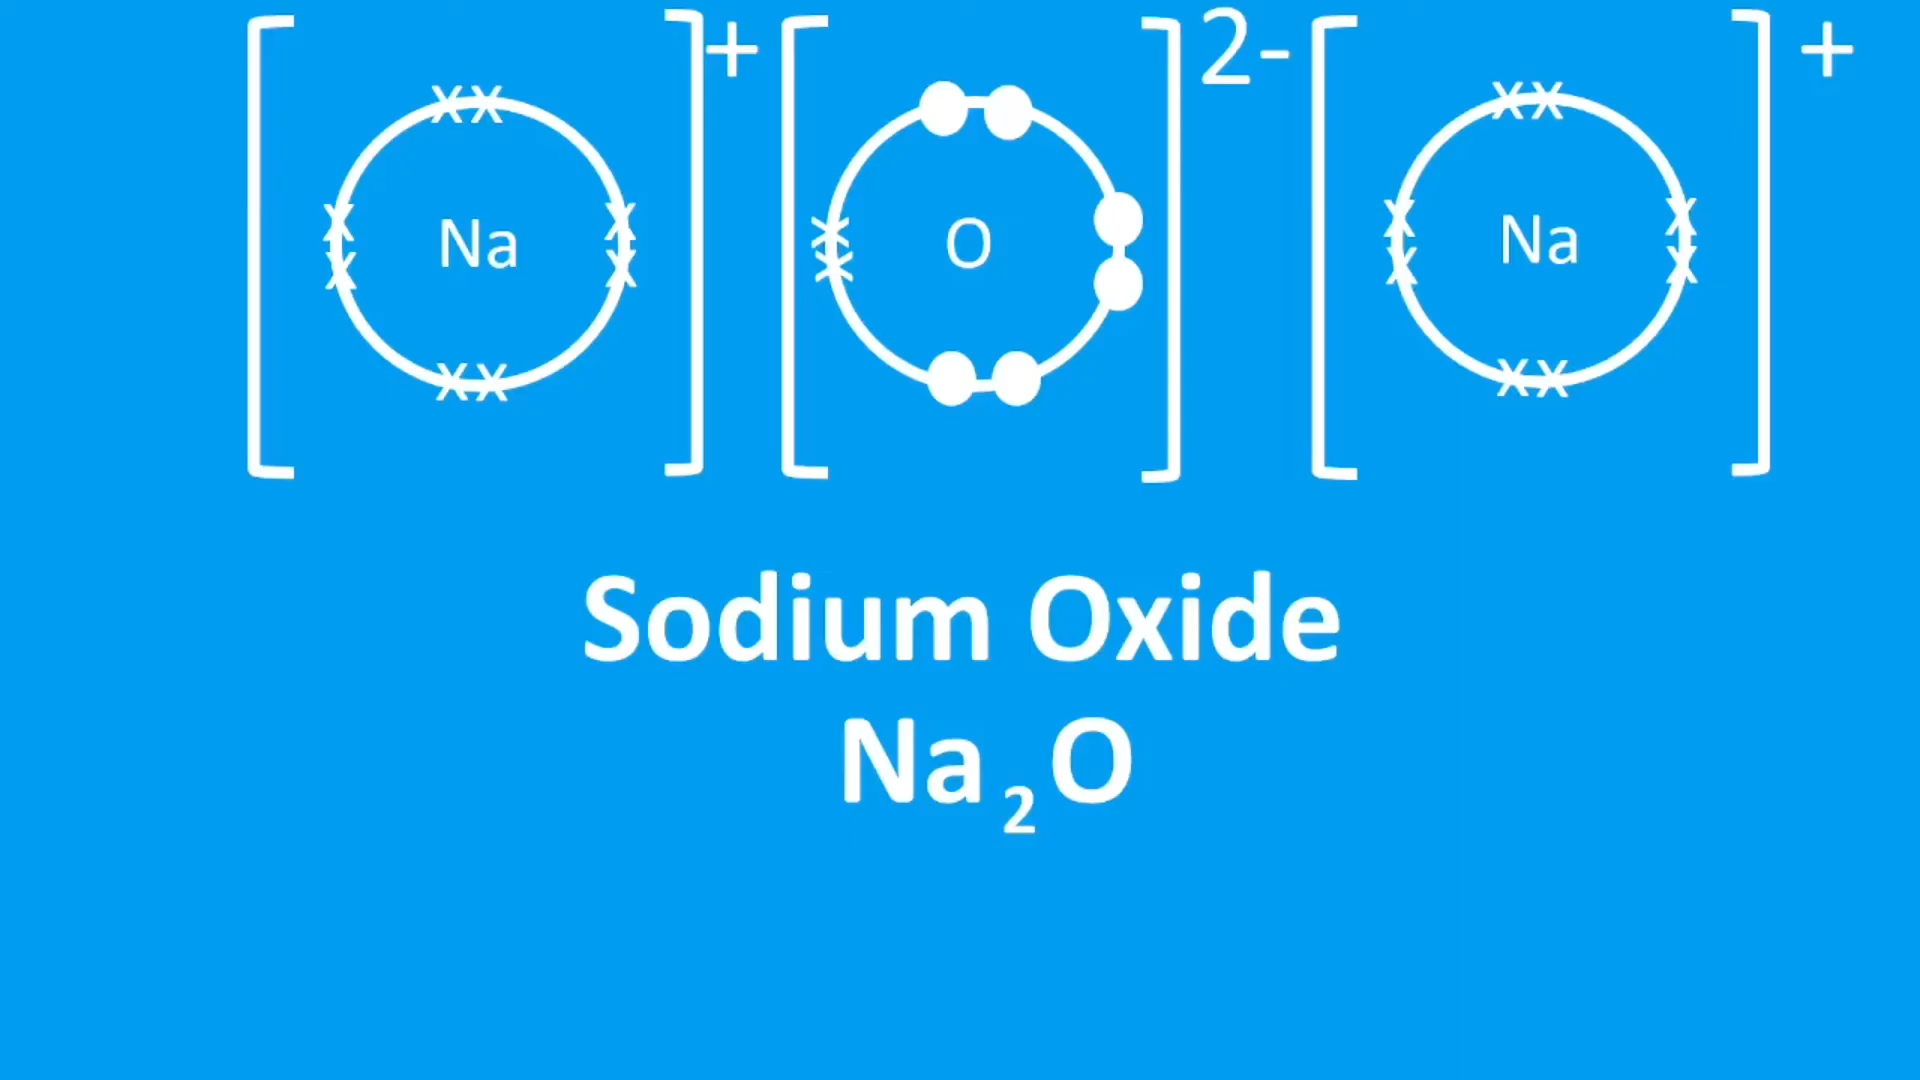 [ Na ]+ [ O ]2- [ Na ]+
Sodium Oxide
Na₂O